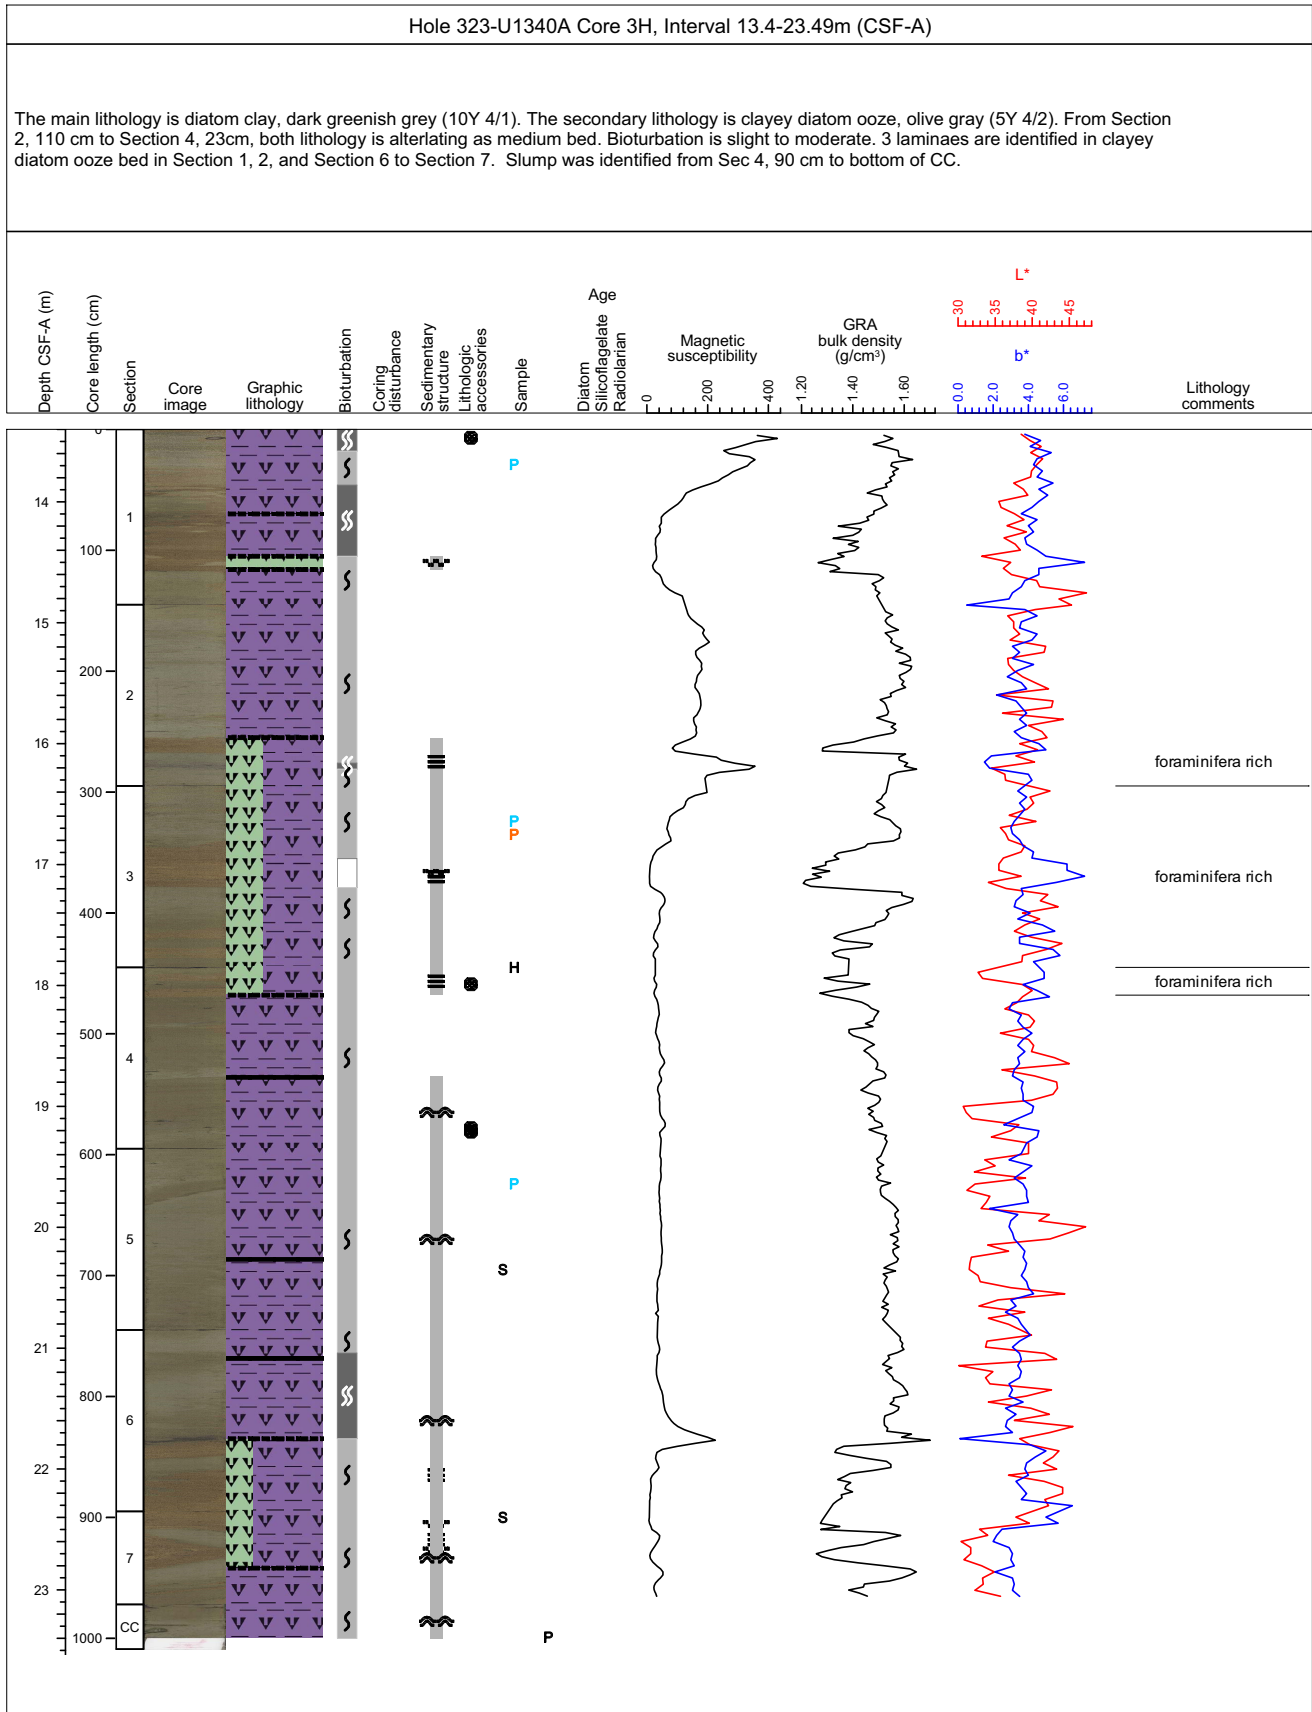 Hole 323-U1340A Core 3H, Interval 13.4-23.49m (CSF-A)
The main lithology is diatom clay, dark greenish grey (10Y 4/1). The secondary lithology is clayey diatom ooze, olive gray (5Y 4/2). From Section
2, 110 cm to Section 4, 23cm, both lithology is alterlating as medium bed. Bioturbation is slight to moderate. 3 laminaes are identified in clayey
diatom ooze bed in Section 1, 2, and Section 6 to Section 7. Slump was identified from Sec 4, 90 cm to bottom of CC.
Depth CSF-A (m)
Core length (cm)
Section
Core
image
Graphic
lithology
Bioturbation
Coring
disturbance
Sedimentary
structure
Lithologic
accessories
Sample
Age
Diatom
Silicoflagelate
Radiolarian
Magnetic
susceptibility
0 200 400
GRA
bulk density
(g/cm³)
1.20 1.40 1.60
L*
30 35 40 45
b*
0.0 2.0 4.0 6.0
Lithology
comments
0
P
14
1
100
15
200
2
16
foraminifera rich
300
P
P
17
3
foraminifera rich
400
H
18
foraminifera rich
500
4
19
600
P
20
5
700
S
21
800
6
22
900
S
7
23
CC
1000
P